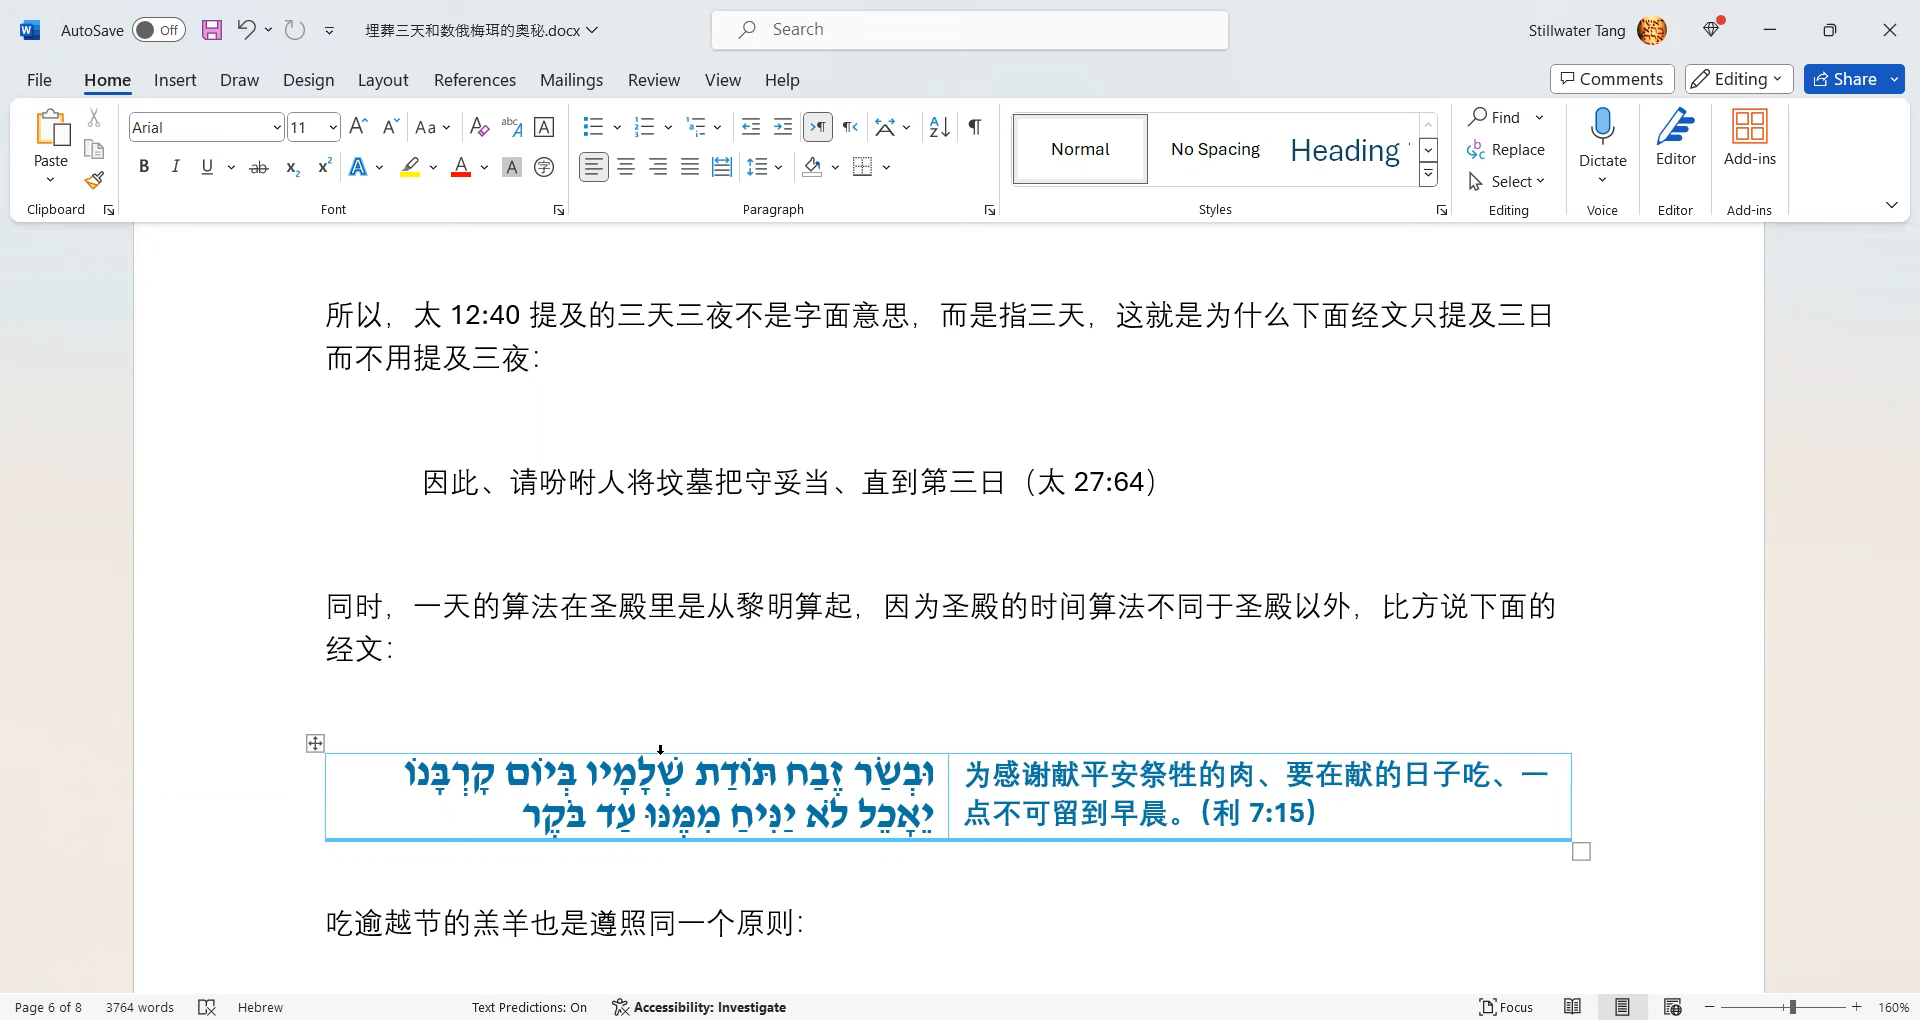 AutoSave Off 埋葬三天和数俄梅珥的奥秘.docx Search Stillwater Tang
File Home Insert Draw Design Layout References Mailings Review View Help Comments Editing Share
Arial 11 Aa
Paste
B I U ab x₂ x² A A A 字
Normal No Spacing Heading
Find
Replace
Select
Dictate Editor Add-ins
Clipboard Font Paragraph Styles Editing Voice Editor Add-ins
所以，太 12:40 提及的三天三夜不是字面意思，而是指三天，这就是为什么下面经文只提及三日
而不用提及三夜：
因此、请吩咐人将坟墓把守妥当、直到第三日（太 27:64）
同时，一天的算法在圣殿里是从黎明算起，因为圣殿的时间算法不同于圣殿以外，比方说下面的
经文：
וּבְשַׂר זֶבַח תּוֹדַת שְׁלָמָיו בְּיוֹם קָרְבָּנוֹ
יֵאָכֵל לֹא יַנִּיחַ מִמֶּנּוּ עַד בֹּקֶר
为感谢献平安祭牲的肉、要在献的日子吃、一
点不可留到早晨。（利 7:15）
吃逾越节的羔羊也是遵照同一个原则：
Page 6 of 8 3764 words Hebrew Text Predictions: On Accessibility: Investigate Focus 160%